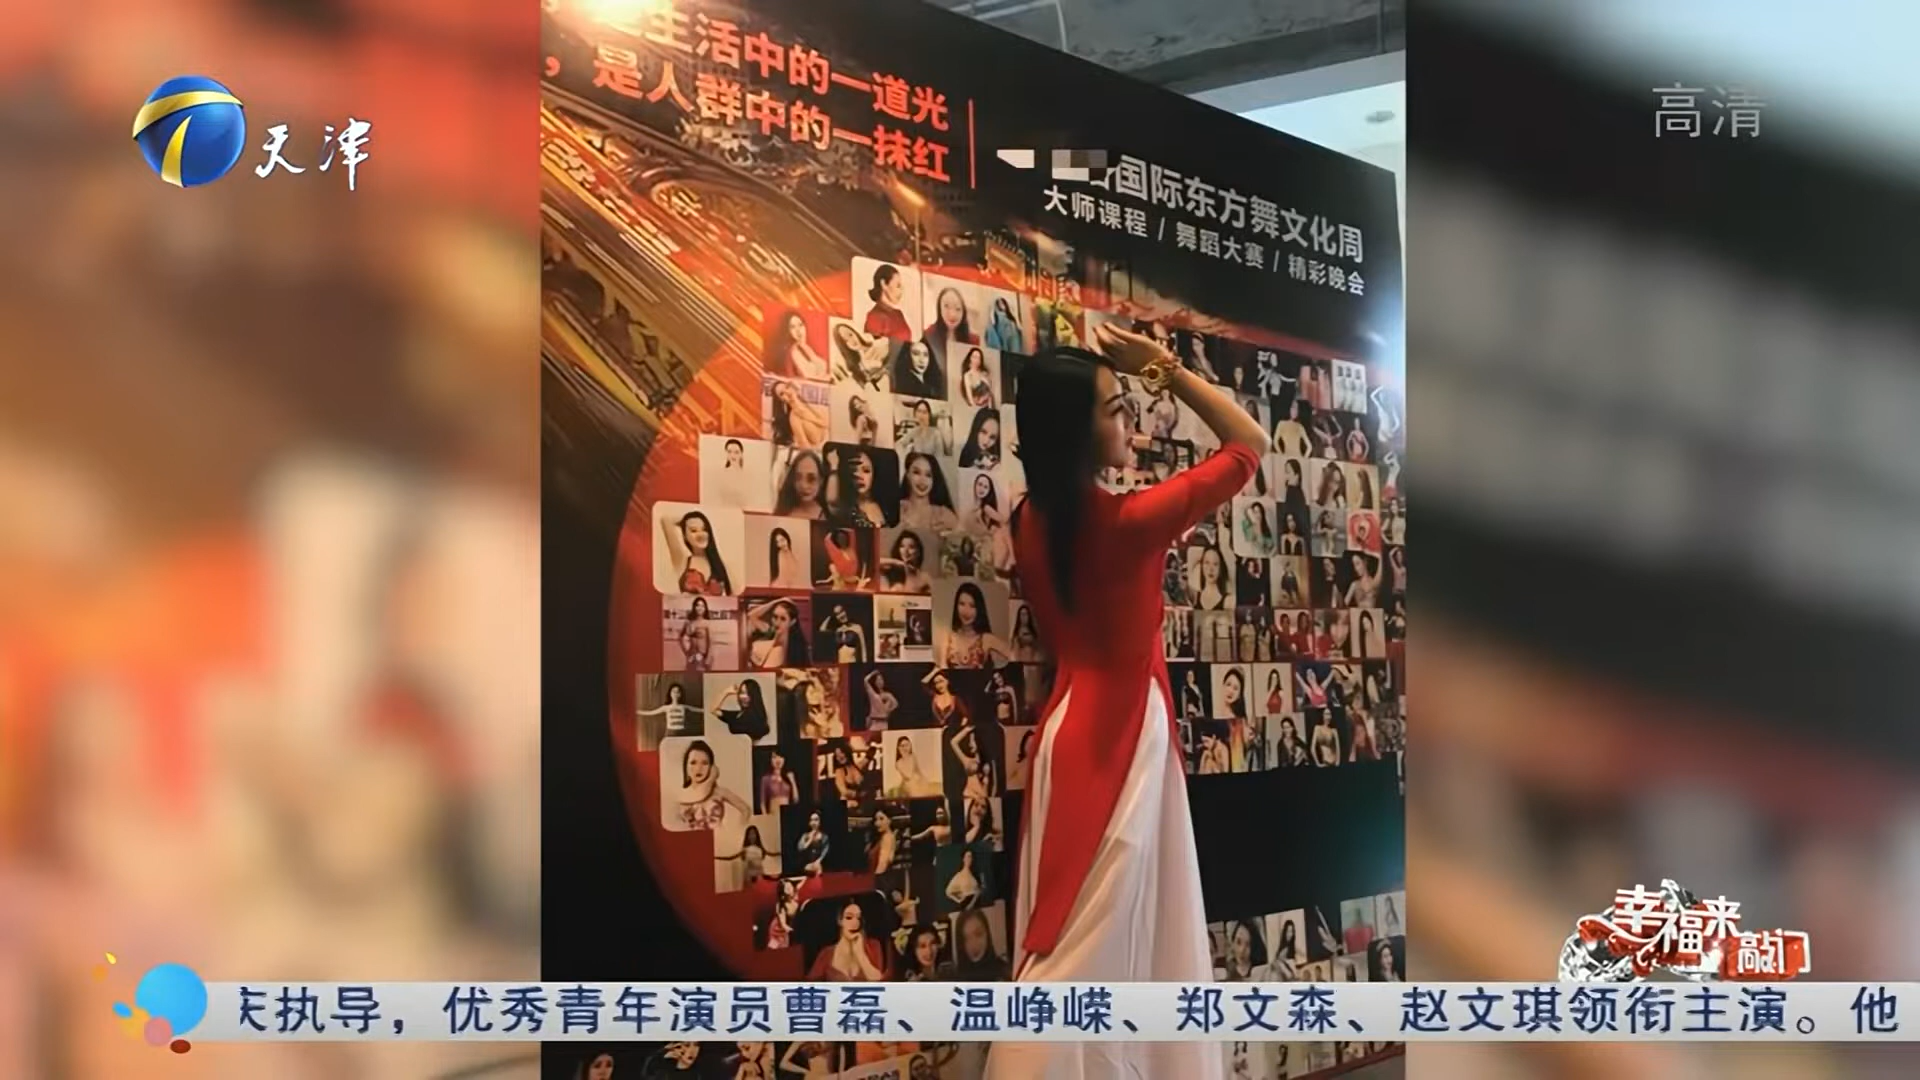 天津
高清
主活中的一道光
，是人群中的一抹红
国际东方舞文化周
大师课程 / 舞蹈大赛 / 精彩晚会
幸福来
敲门
执导，优秀青年演员曹磊、温峥嵘、郑文森、赵文琪领衔主演。他